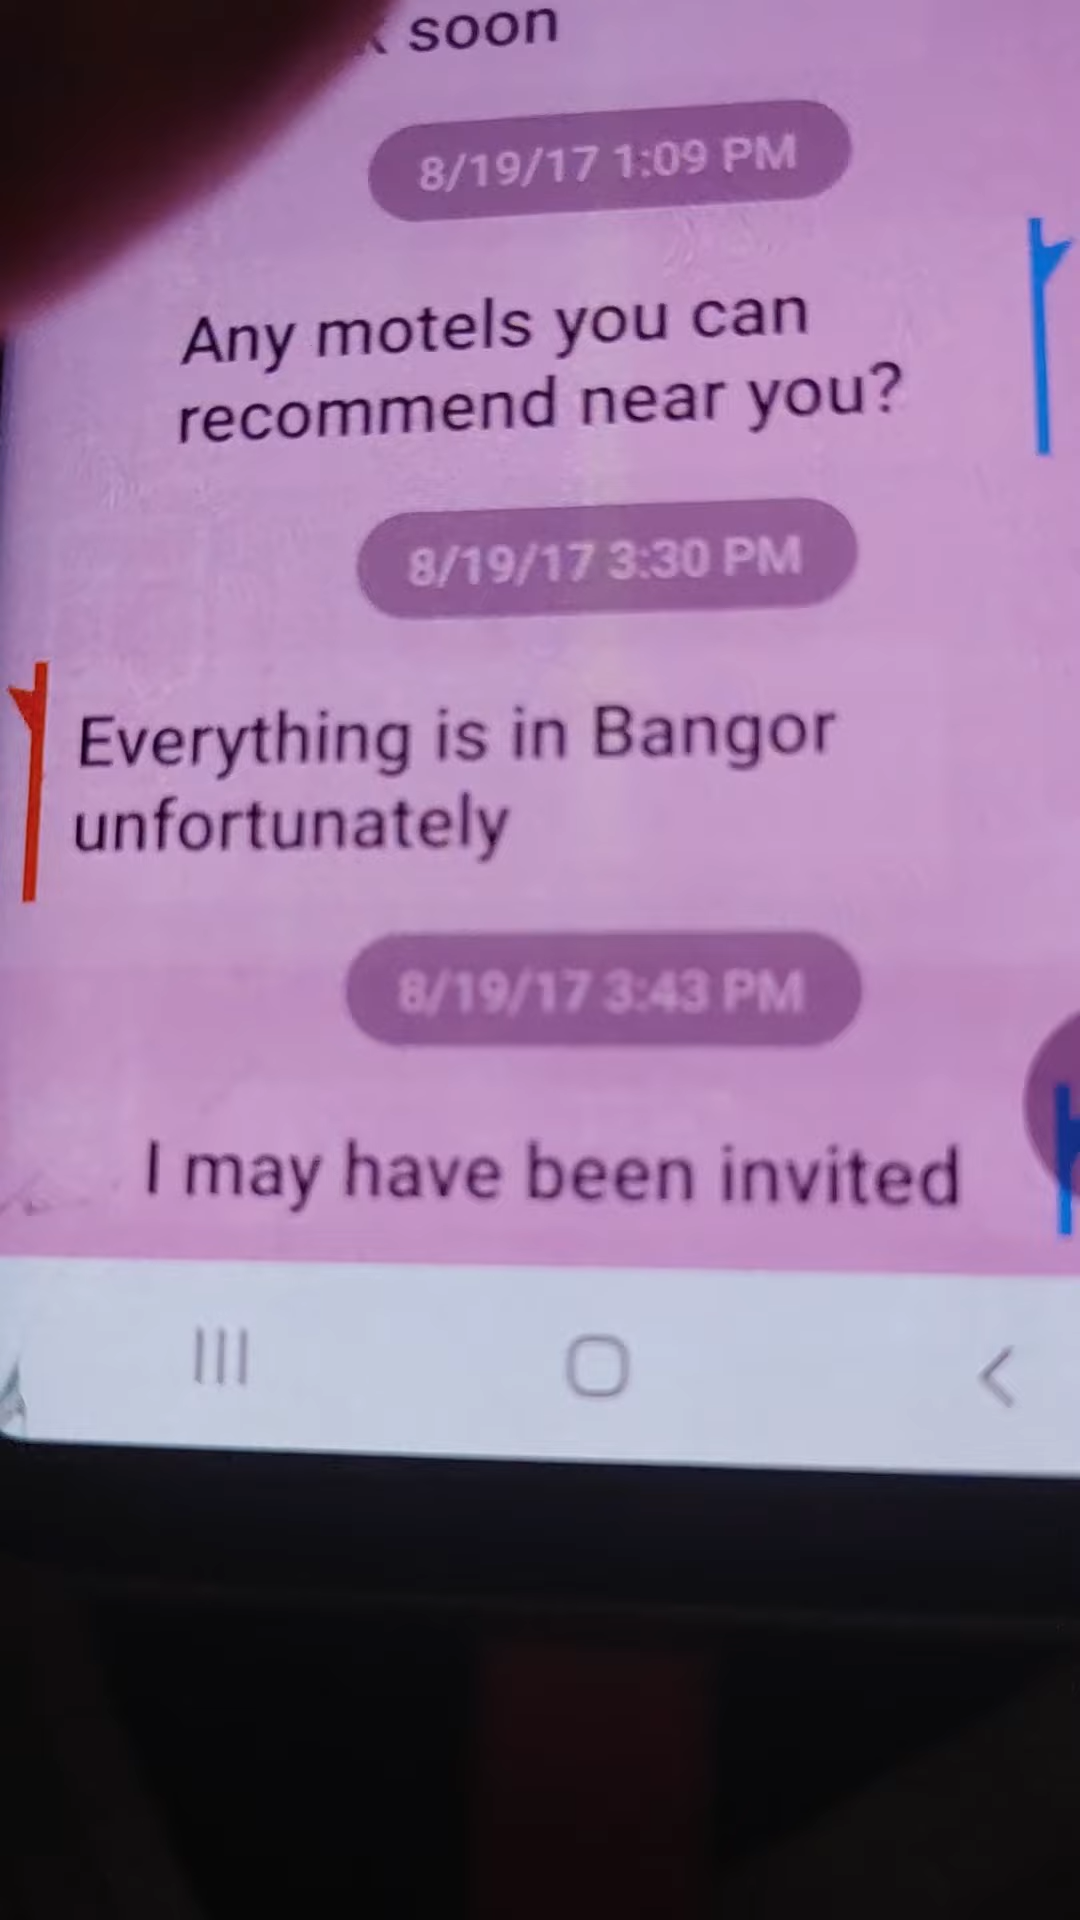 soon
8/19/17 1:09 PM
Any motels you can
recommend near you?
8/19/17 3:30 PM
Everything is in Bangor
unfortunately
8/19/17 3:43 PM
I may have been invited